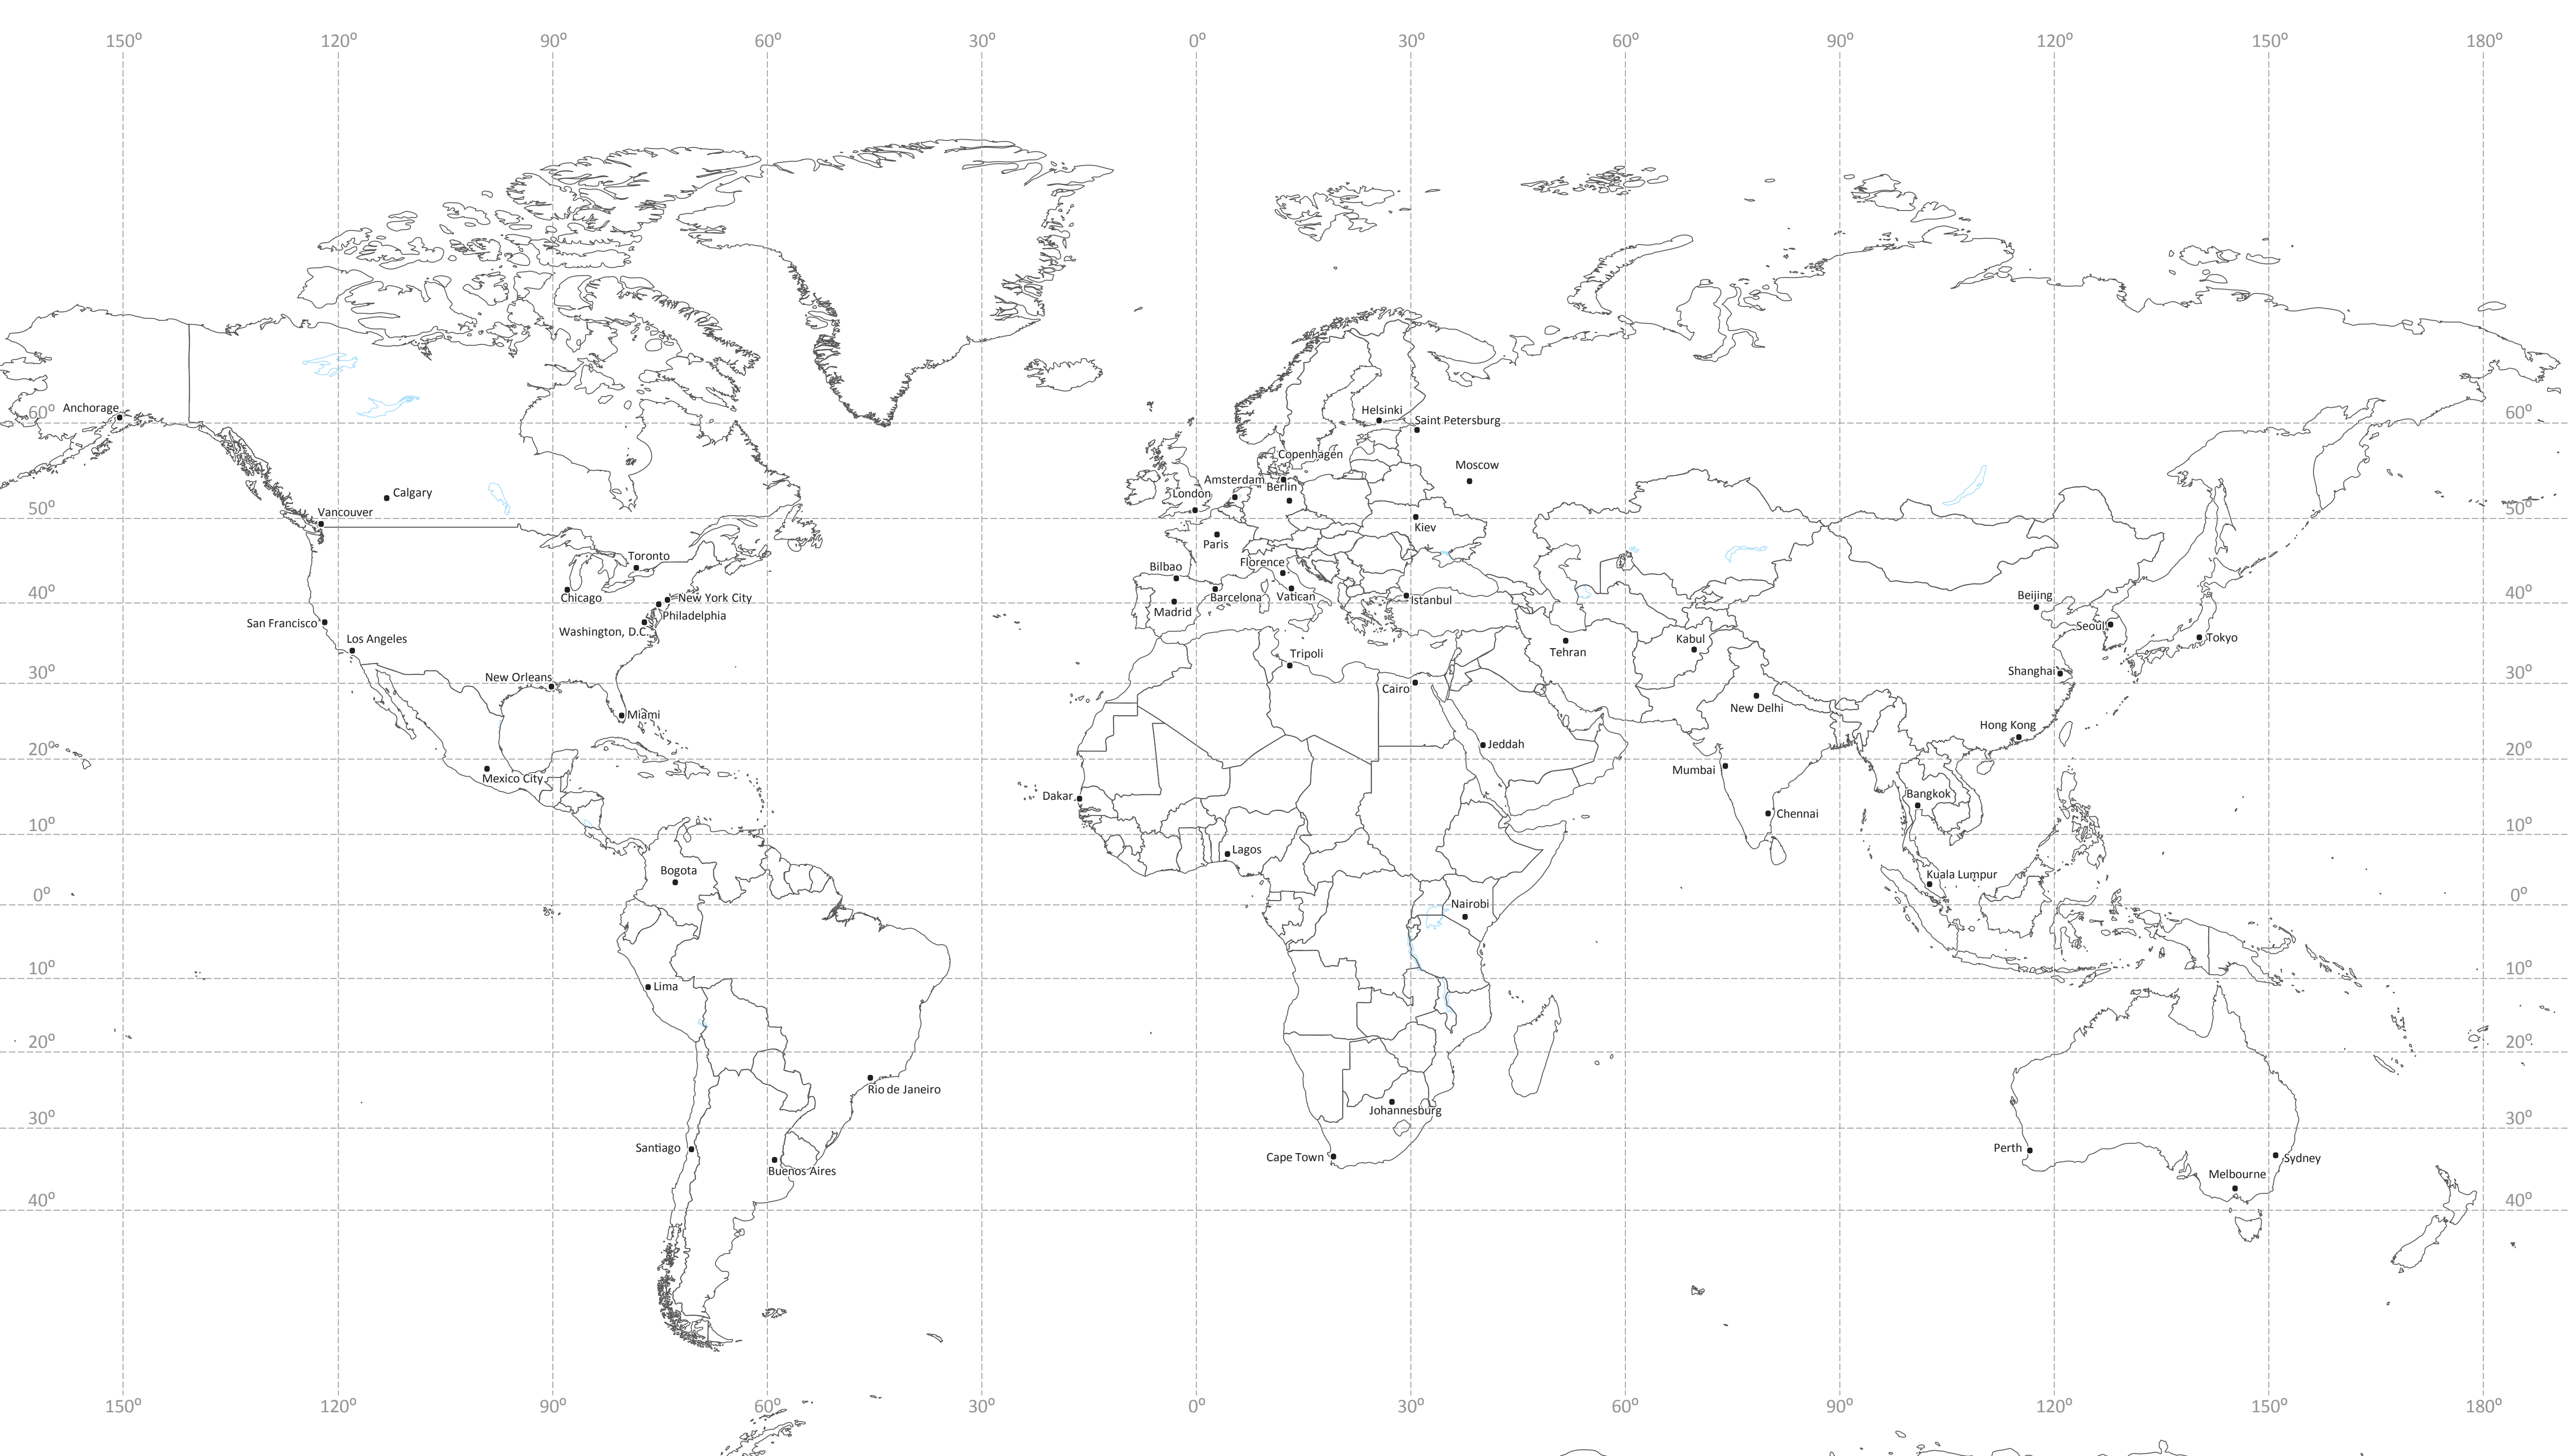 150º 120º 90º 60º 30º 0º 30º 60º 90º 120º 150º 180º
Anchorage
60º
Helsinki
Saint Petersburg
60º
Copenhagen
Moscow
Calgary
Amsterdam
Berlin
London
50º
Vancouver
50º
Kiev
Paris
Toronto
Florence
Bilbao
40º
Chicago
New York City
Barcelona
Vatican
Istanbul
Beijing
40º
Madrid
Philadelphia
San Francisco
Washington, D.C.
Seoul
Tokyo
Los Angeles
Kabul
Tehran
Tripoli
30º
New Orleans
Shanghai
30º
Cairo
New Delhi
Miami
Hong Kong
Jeddah
20º
Mexico City
Mumbai
20º
Dakar
Bangkok
Chennai
10º
10º
Lagos
Bogota
Kuala Lumpur
0º
0º
Nairobi
10º
10º
Lima
20º
20º
Rio de Janeiro
Johannesburg
30º
30º
Santiago
Cape Town
Perth
Sydney
Buenos Aires
Melbourne
40º
40º
150º 120º 90º 60º 30º 0º 30º 60º 90º 120º 150º 180º